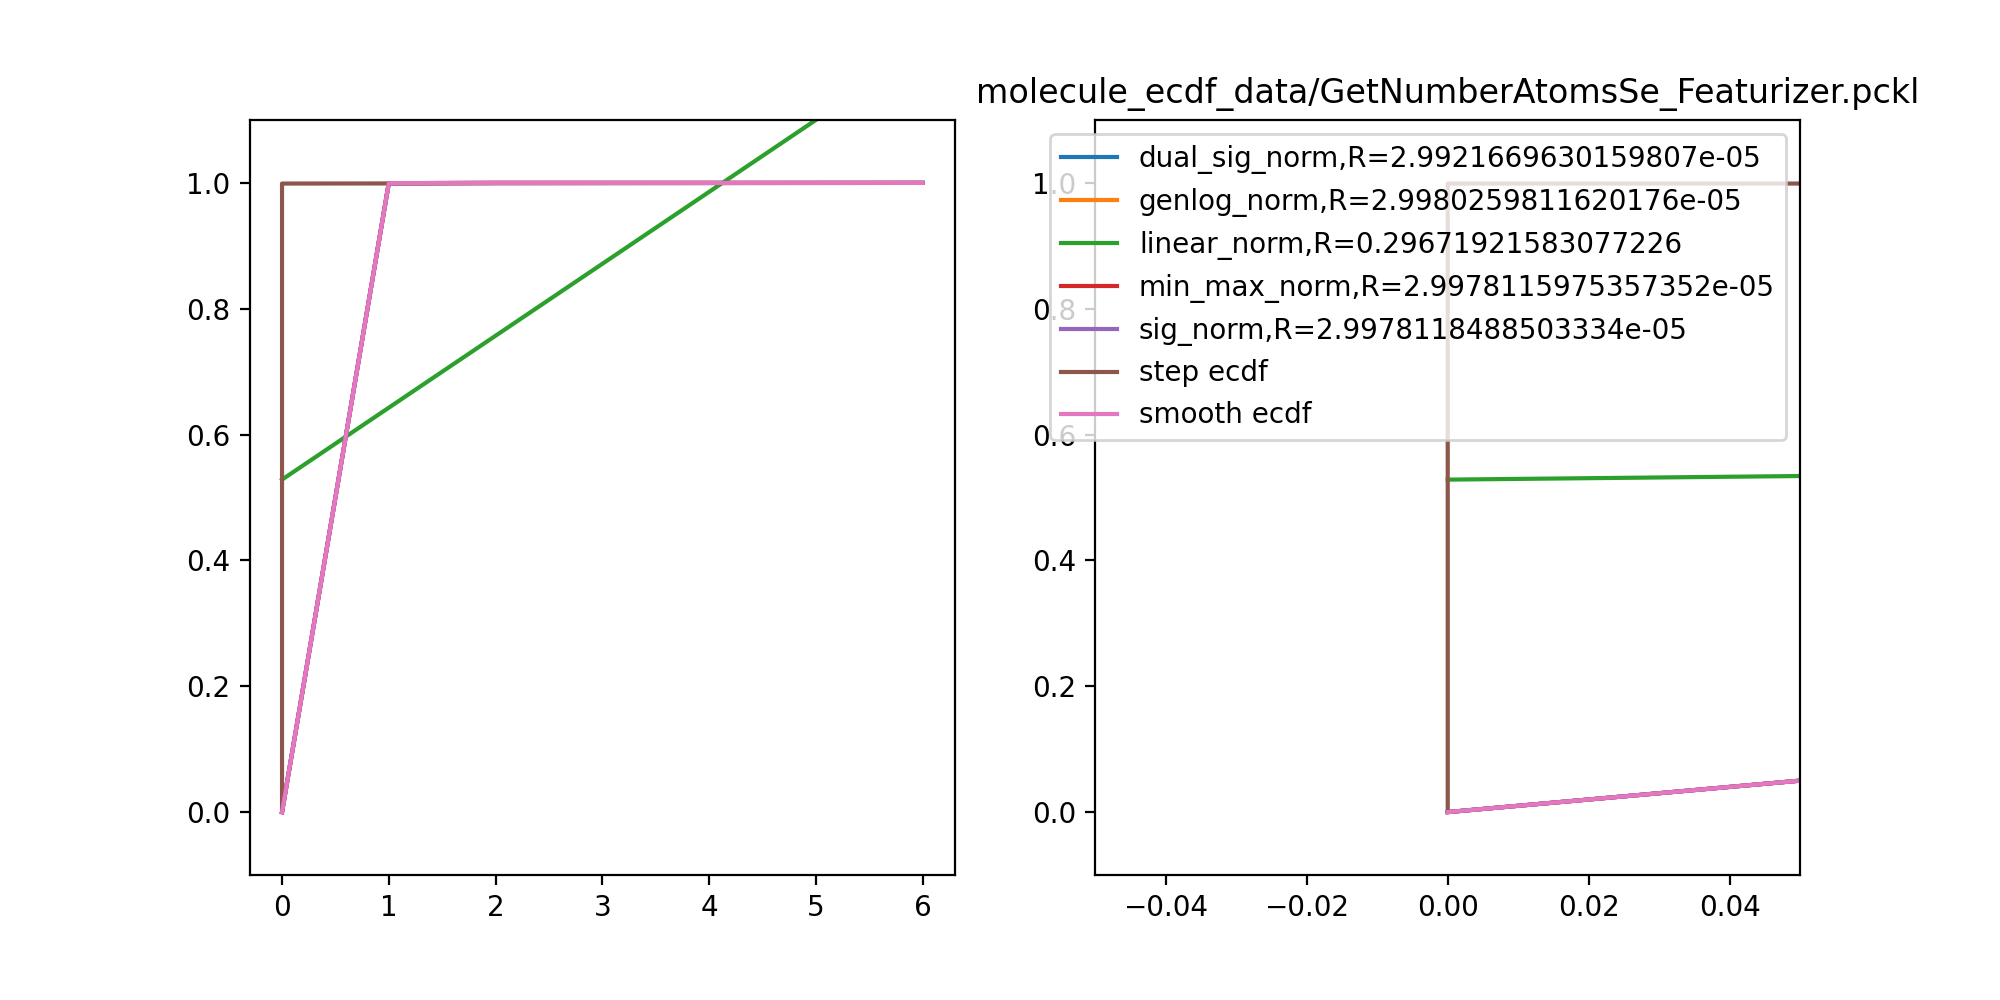 molecule_ecdf_data/GetNumberAtomsSe_Featurizer.pckl
1.0
0.8
0.6
0.4
0.2
0.0
0 1 2 3 4 5 6
1.0
0.8
0.6
0.4
0.2
0.0
−0.04 −0.02 0.00 0.02 0.04
dual_sig_norm,R=2.9921669630159807e-05
genlog_norm,R=2.9980259811620176e-05
linear_norm,R=0.29671921583077226
min_max_norm,R=2.9978115975357352e-05
sig_norm,R=2.9978118488503334e-05
step ecdf
smooth ecdf